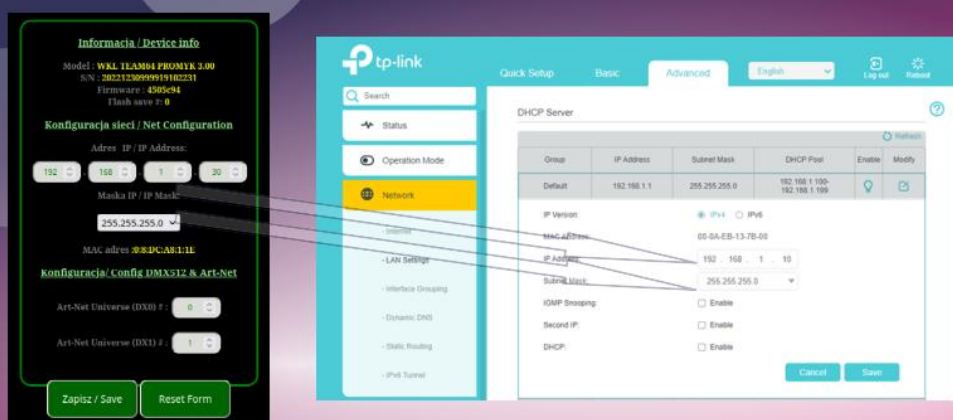 Informacja / Device info
Model : WKL TEAM64 PROMYK 3.00
S/N : 20221230999919102231
Firmware : 4505c94
Flash save #: 0
Konfiguracja sieci / Net Configuration
Adres IP / IP Address:
192 . 168 . 1 . 20
Maska IP / IP Mask:
255.255.255.0
MAC adres :0:8:DC:A8:1:1E
Konfiguracja/ Config DMX512 & Art-Net
Art-Net Universe (DX0) # : 0
Art-Net Universe (DX1) # : 1
Zapisz / Save Reset Form
tp-link
Quick Setup Basic Advanced English Log out Reboot
Search
Status
Operation Mode
Network
- Internet
- LAN Settings
- Interface Grouping
- Dynamic DNS
- Static Routing
- IPv6 Tunnel
DHCP Server
Refresh
Group IP Address Subnet Mask DHCP Pool Enable Modify
Default 192.168.1.1 255.255.255.0 192.168.1.100-
192.168.1.199
IP Version: IPv4 IPv6
MAC Address: 00-0A-EB-13-7B-00
IP Address: 192 . 168 . 1 . 10
Subnet Mask: 255.255.255.0
IGMP Snooping: Enable
Second IP: Enable
DHCP: Enable
Cancel Save